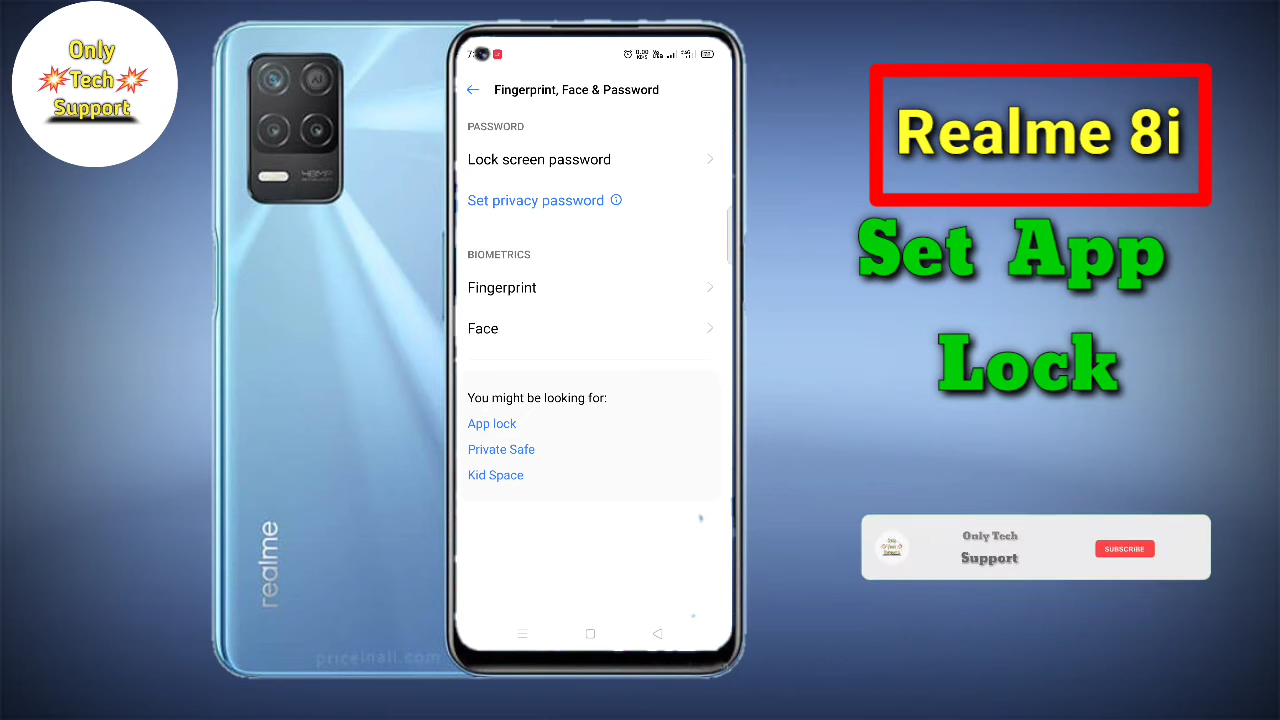 Only
Tech
Support
Fingerprint, Face & Password
PASSWORD
Lock screen password
Set privacy password
BIOMETRICS
Fingerprint
Face
You might be looking for:
App lock
Private Safe
Kid Space
realme
priceinall.com
Realme 8i
Set App
Lock
Only Tech
Support
SUBSCRIBE
AI
48MP